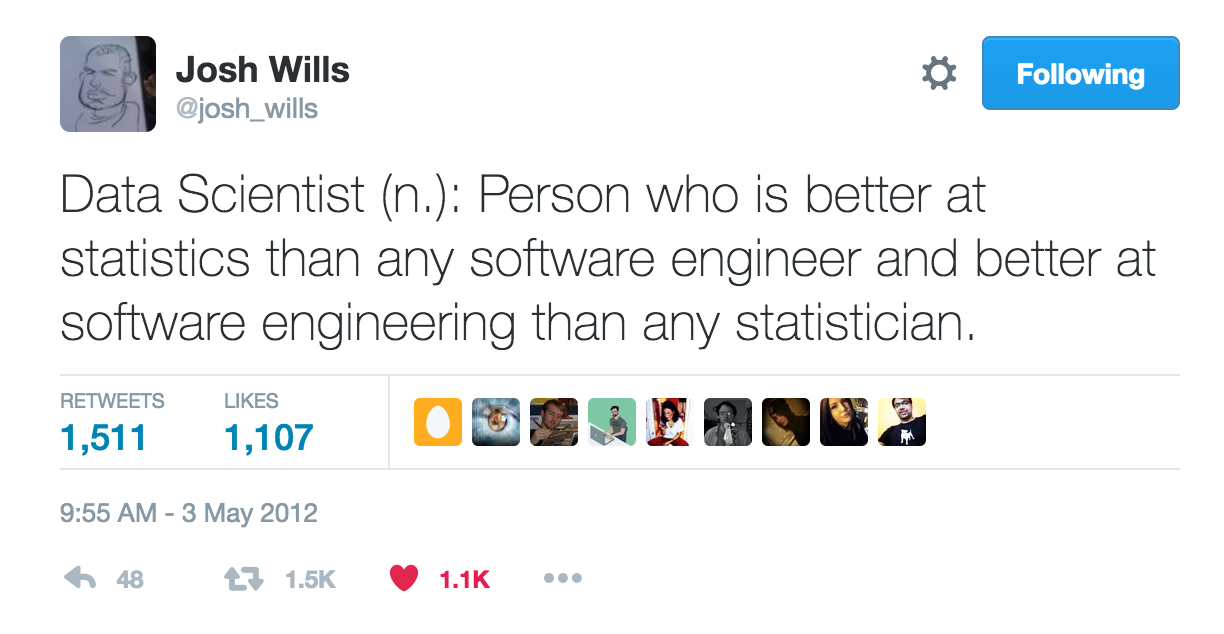 Josh Wills
@josh_wills
Following
Data Scientist (n.): Person who is better at
statistics than any software engineer and better at
software engineering than any statistician.
RETWEETS LIKES
1,511 1,107
9:55 AM - 3 May 2012
48 1.5K 1.1K